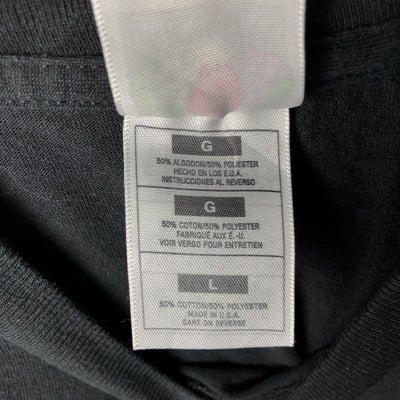 G
50% ALGODON/50% POLIESTER
HECHO EN LOS E.U.A.
INSTRUCCIONES AL REVERSO
G
50% COTON/50% POLYESTER
FABRIQUÉ AUX É.-U.
VOIR VERSO POUR ENTRETIEN
L
50% COTTON/50% POLYESTER
MADE IN U.S.A.
CARE ON REVERSE